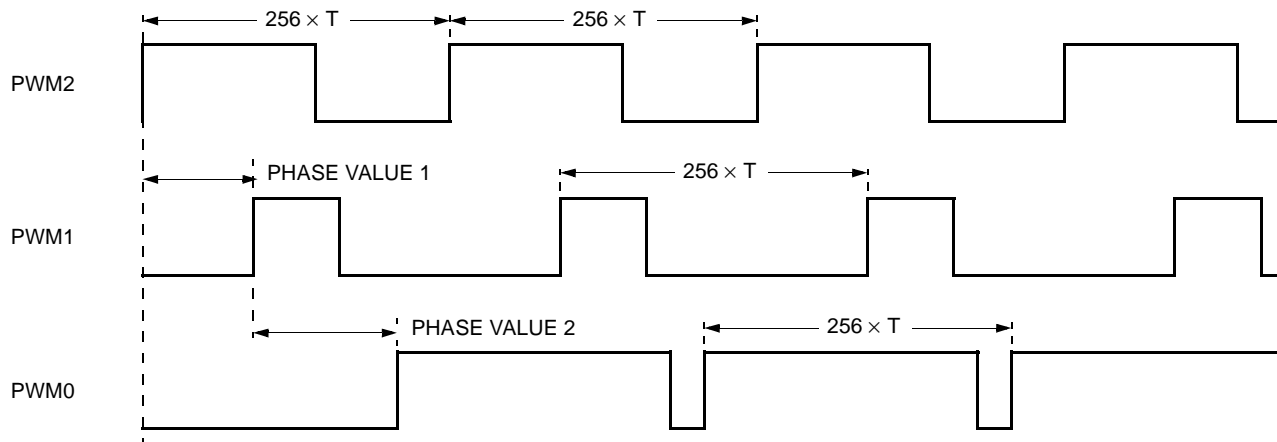 256 × T 256 × T
PWM2
PHASE VALUE 1 256 × T
PWM1
PHASE VALUE 2 256 × T
PWM0